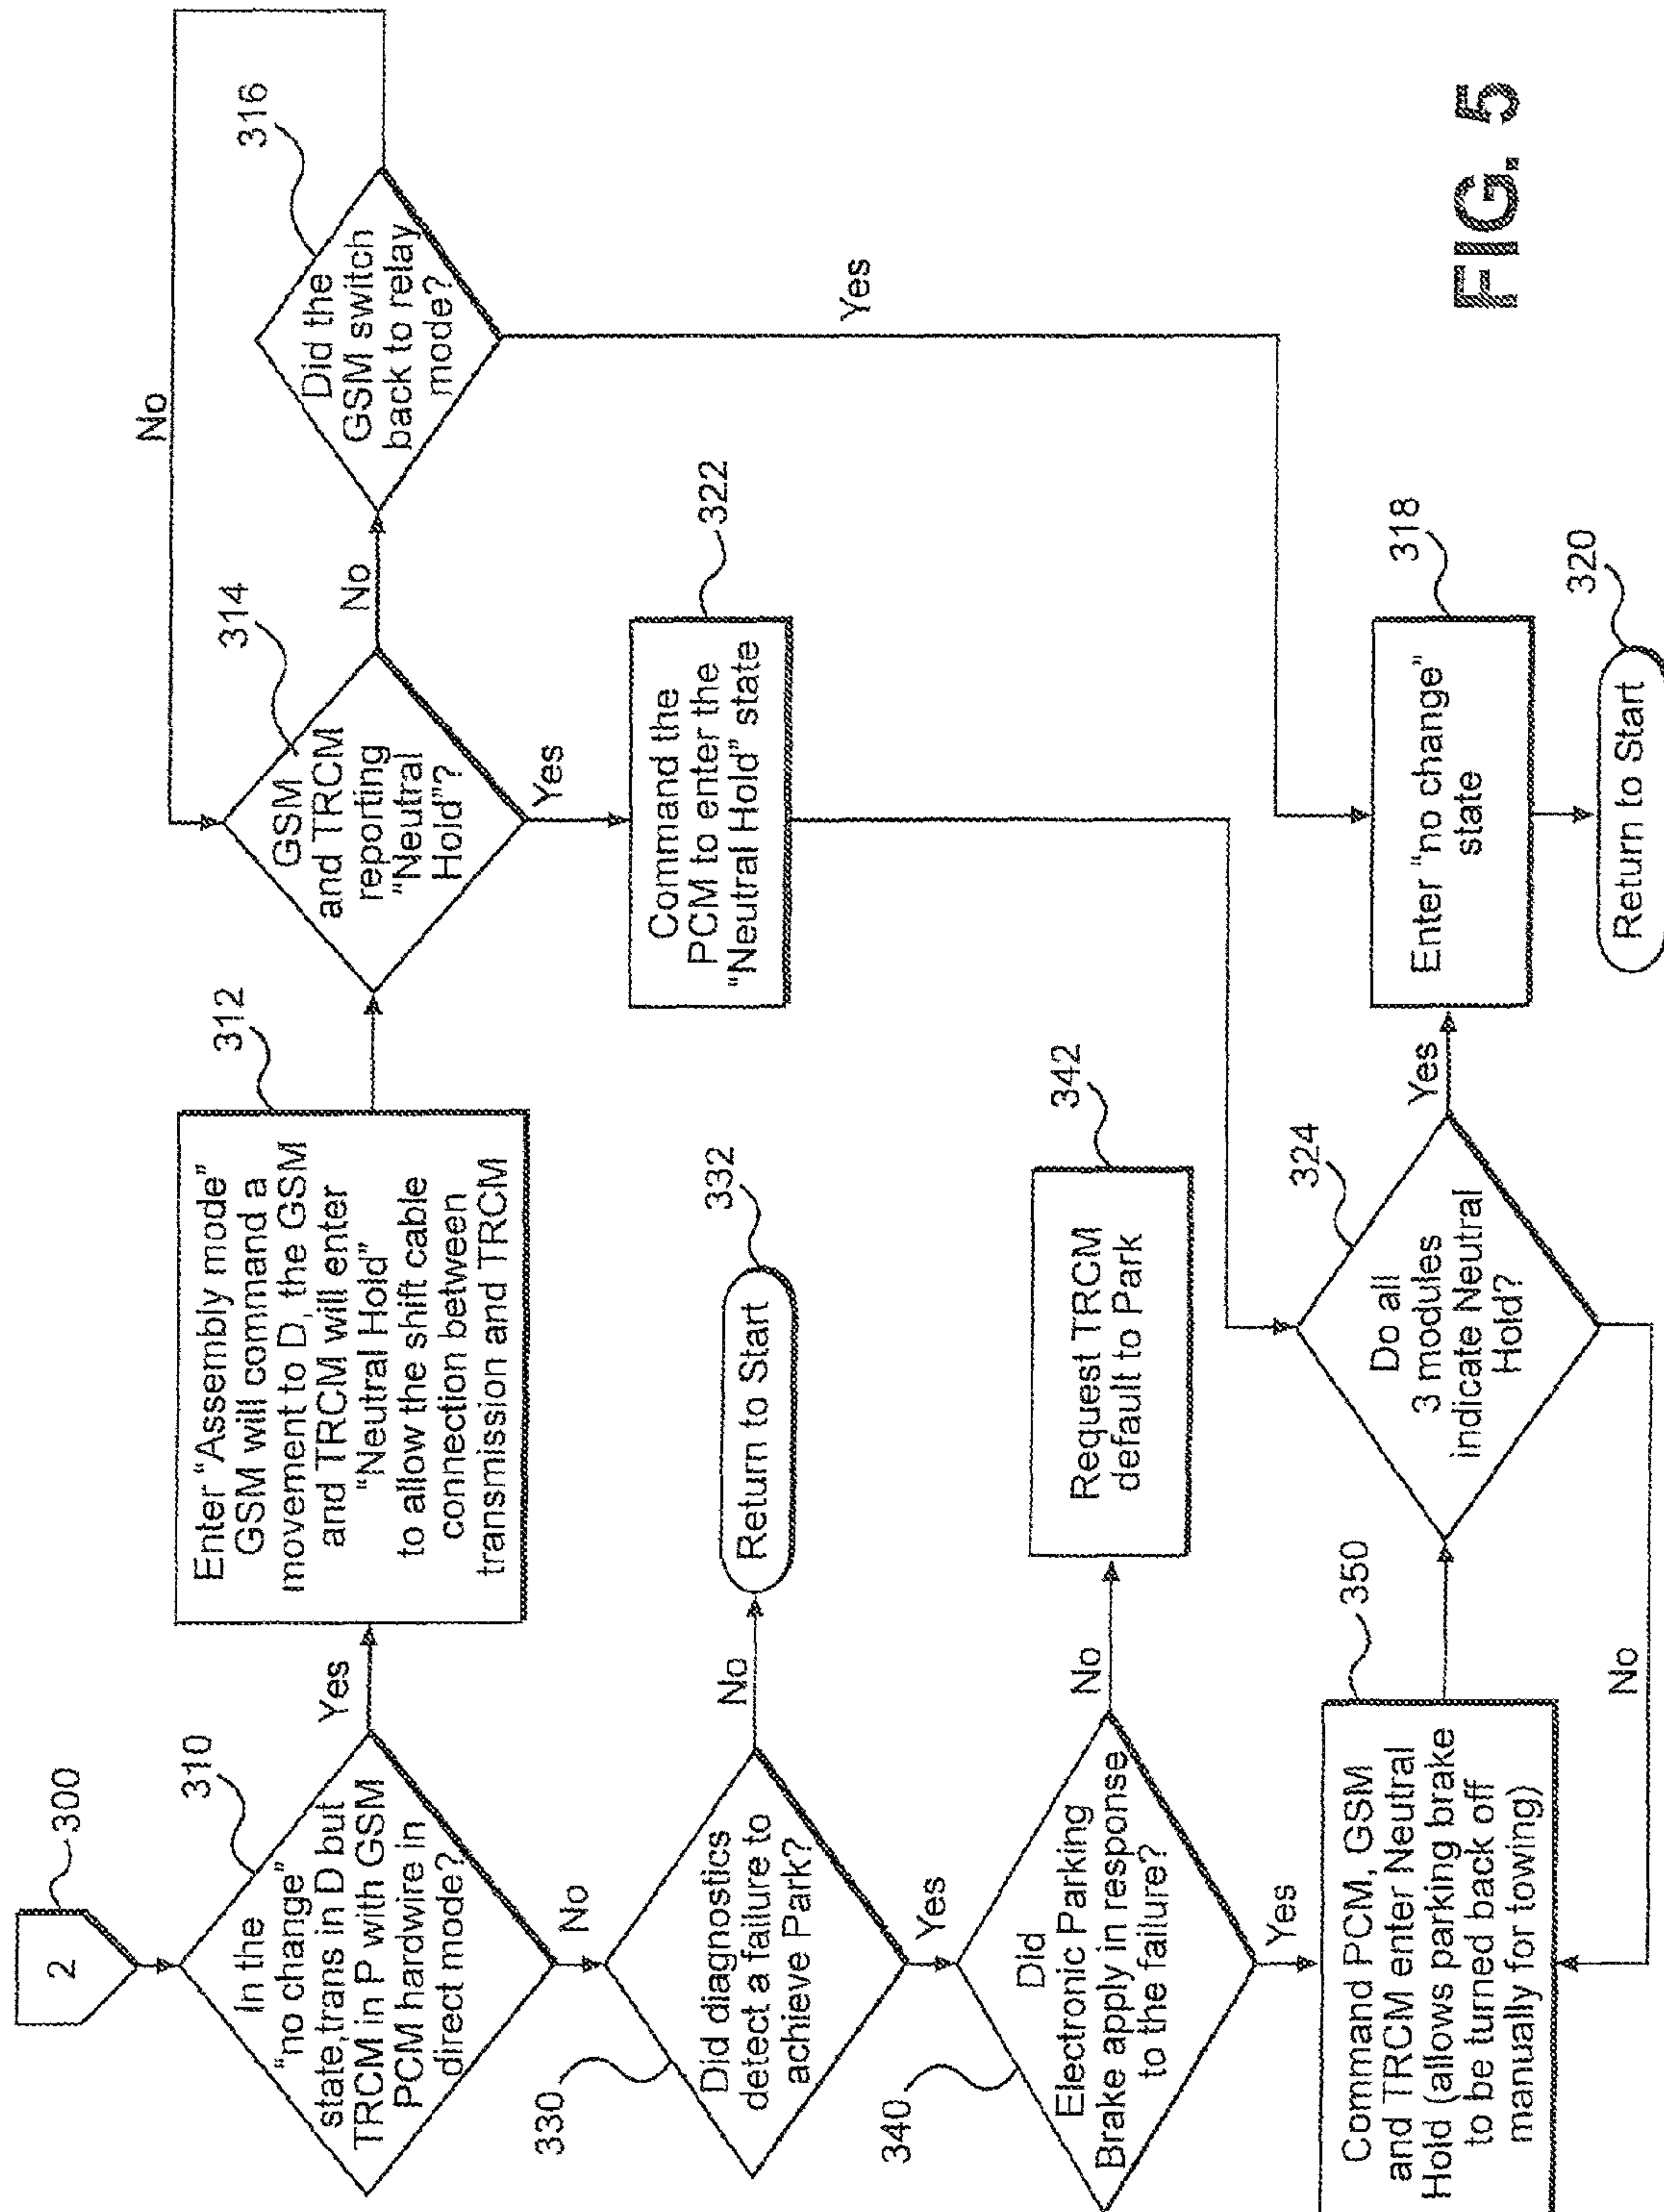 2
300
In the
"no change"
state,trans in D but
TRCM in P with GSM
PCM hardwire in
direct mode?
310
Yes
No
Enter "Assembly mode"
GSM will command a
movement to D, the GSM
and TRCM will enter
"Neutral Hold"
to allow the shift cable
connection between
transmission and TRCM
312
GSM
and TRCM
reporting
"Neutral
Hold"?
314
No
Yes
Did the
GSM switch
back to relay
mode?
316
No
Yes
Command the
PCM to enter the
"Neutral Hold" state
322
Did diagnostics
detect a failure to
achieve Park?
330
No
Yes
Return to Start
332
Did
Electronic Parking
Brake apply in response
to the failure?
340
No
Yes
Request TRCM
default to Park
342
Command PCM, GSM
and TRCM enter Neutral
Hold (allows parking brake
to be turned back off
manually for towing)
350
Do all
3 modules
indicate Neutral
Hold?
324
Yes
No
Enter "no change"
state
318
Return to Start
320
FIG. 5